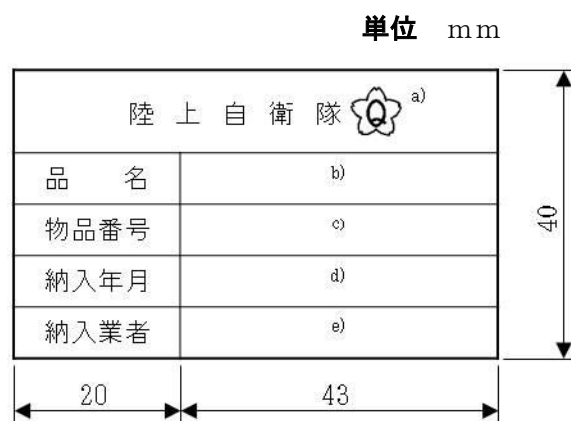 単位 mm
陸上自衛隊 Q a)
品名 b)
物品番号 c)
納入年月 d)
納入業者 e)
40
20 43